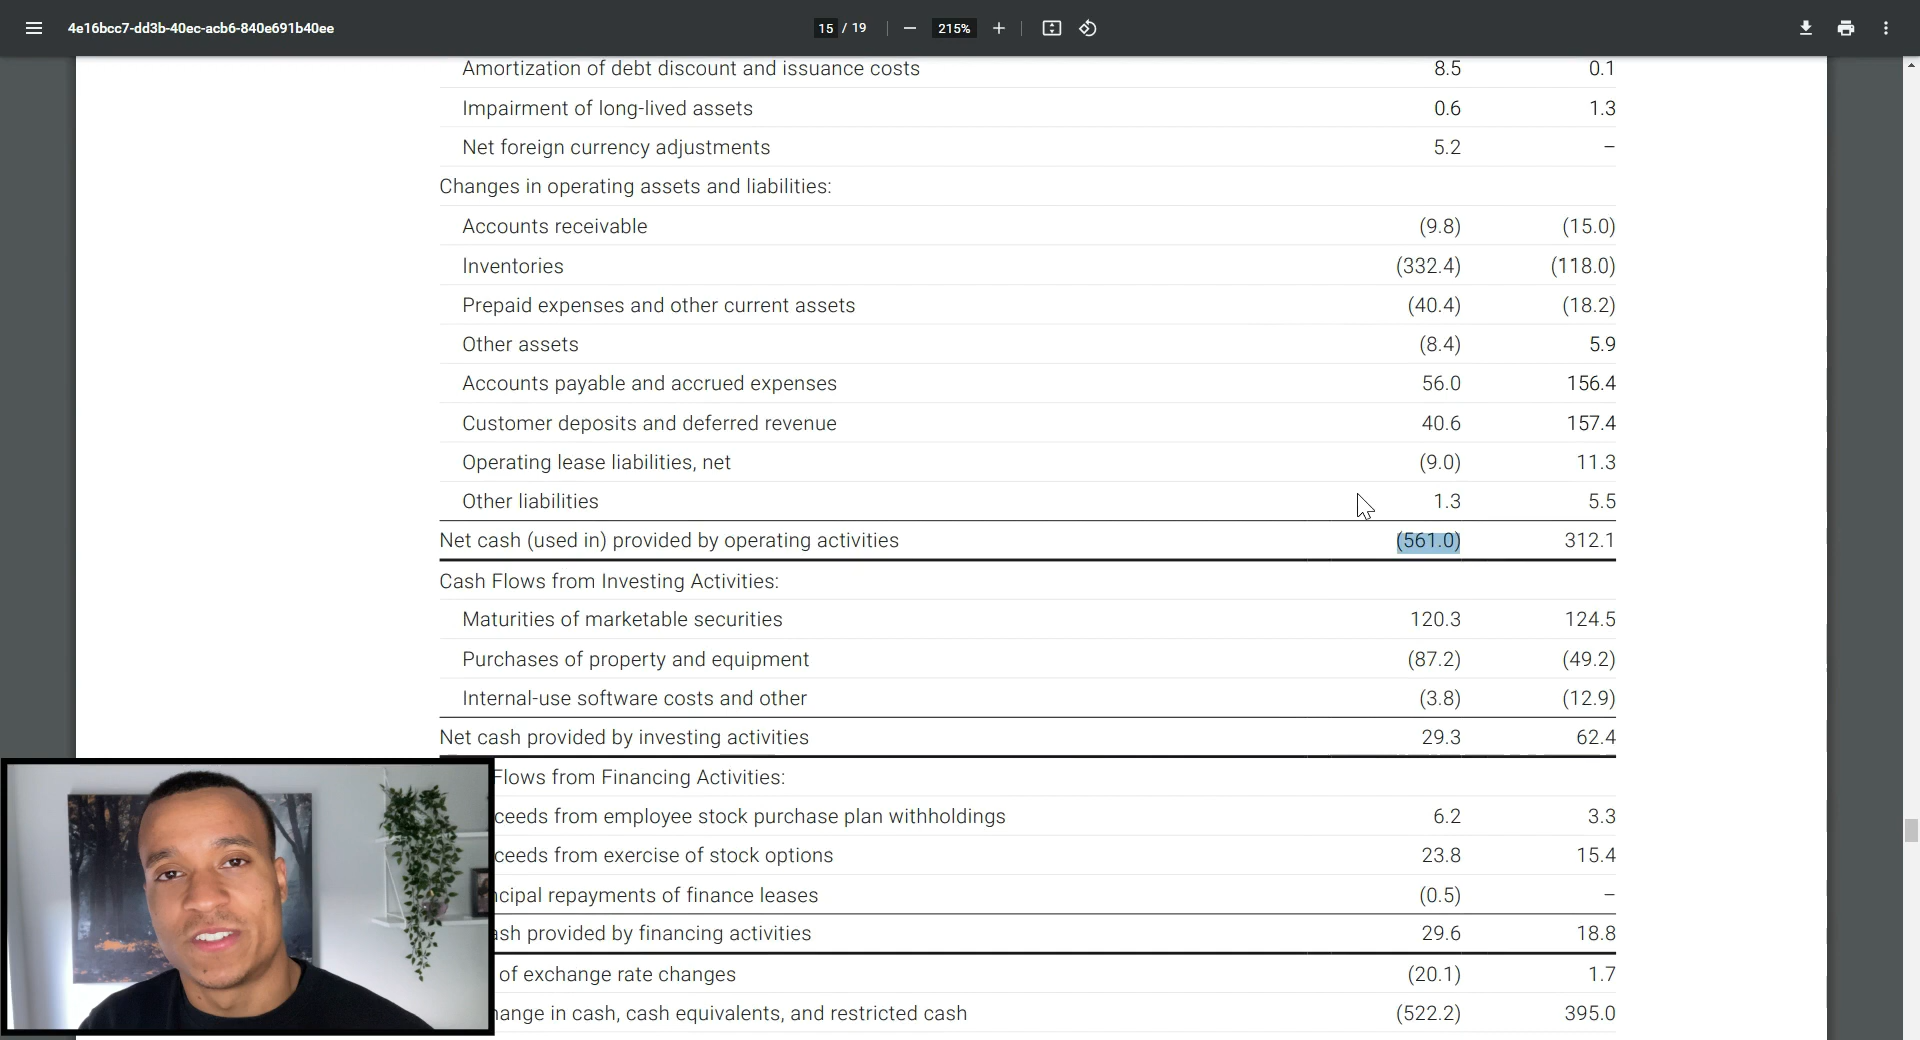 4e16bcc7-dd3b-40ec-acb6-840e691b40ee 15 / 19 215%
Amortization of debt discount and issuance costs 8.5 0.1
Impairment of long-lived assets 0.6 1.3
Net foreign currency adjustments 5.2 –
Changes in operating assets and liabilities:
Accounts receivable (9.8) (15.0)
Inventories (332.4) (118.0)
Prepaid expenses and other current assets (40.4) (18.2)
Other assets (8.4) 5.9
Accounts payable and accrued expenses 56.0 156.4
Customer deposits and deferred revenue 40.6 157.4
Operating lease liabilities, net (9.0) 11.3
Other liabilities 1.3 5.5
Net cash (used in) provided by operating activities (561.0) 312.1
Cash Flows from Investing Activities:
Maturities of marketable securities 120.3 124.5
Purchases of property and equipment (87.2) (49.2)
Internal-use software costs and other (3.8) (12.9)
Net cash provided by investing activities 29.3 62.4
Flows from Financing Activities:
ceeds from employee stock purchase plan withholdings 6.2 3.3
ceeds from exercise of stock options 23.8 15.4
ncipal repayments of finance leases (0.5) –
ash provided by financing activities 29.6 18.8
of exchange rate changes (20.1) 1.7
hange in cash, cash equivalents, and restricted cash (522.2) 395.0